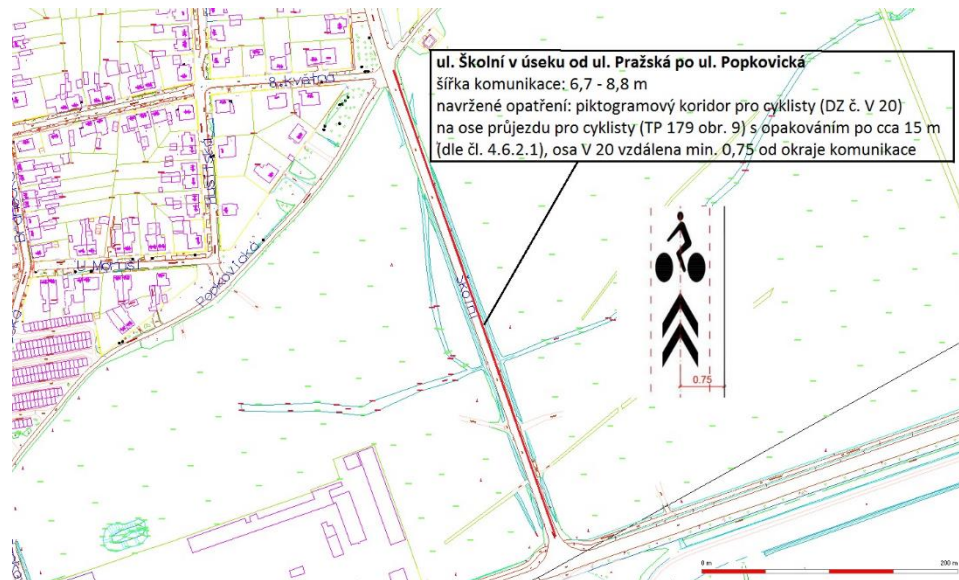 ul. Školní v úseku od ul. Pražská po ul. Popkovická
šířka komunikace: 6,7 - 8,8 m
navržené opatření: piktogramový koridor pro cyklisty (DZ č. V 20)
na ose průjezdu pro cyklisty (TP 179 obr. 9) s opakováním po cca 15 m
(dle čl. 4.6.2.1), osa V 20 vzdálena min. 0,75 od okraje komunikace
8. května
Popkovická
Školní
0.75
0 m
200 m